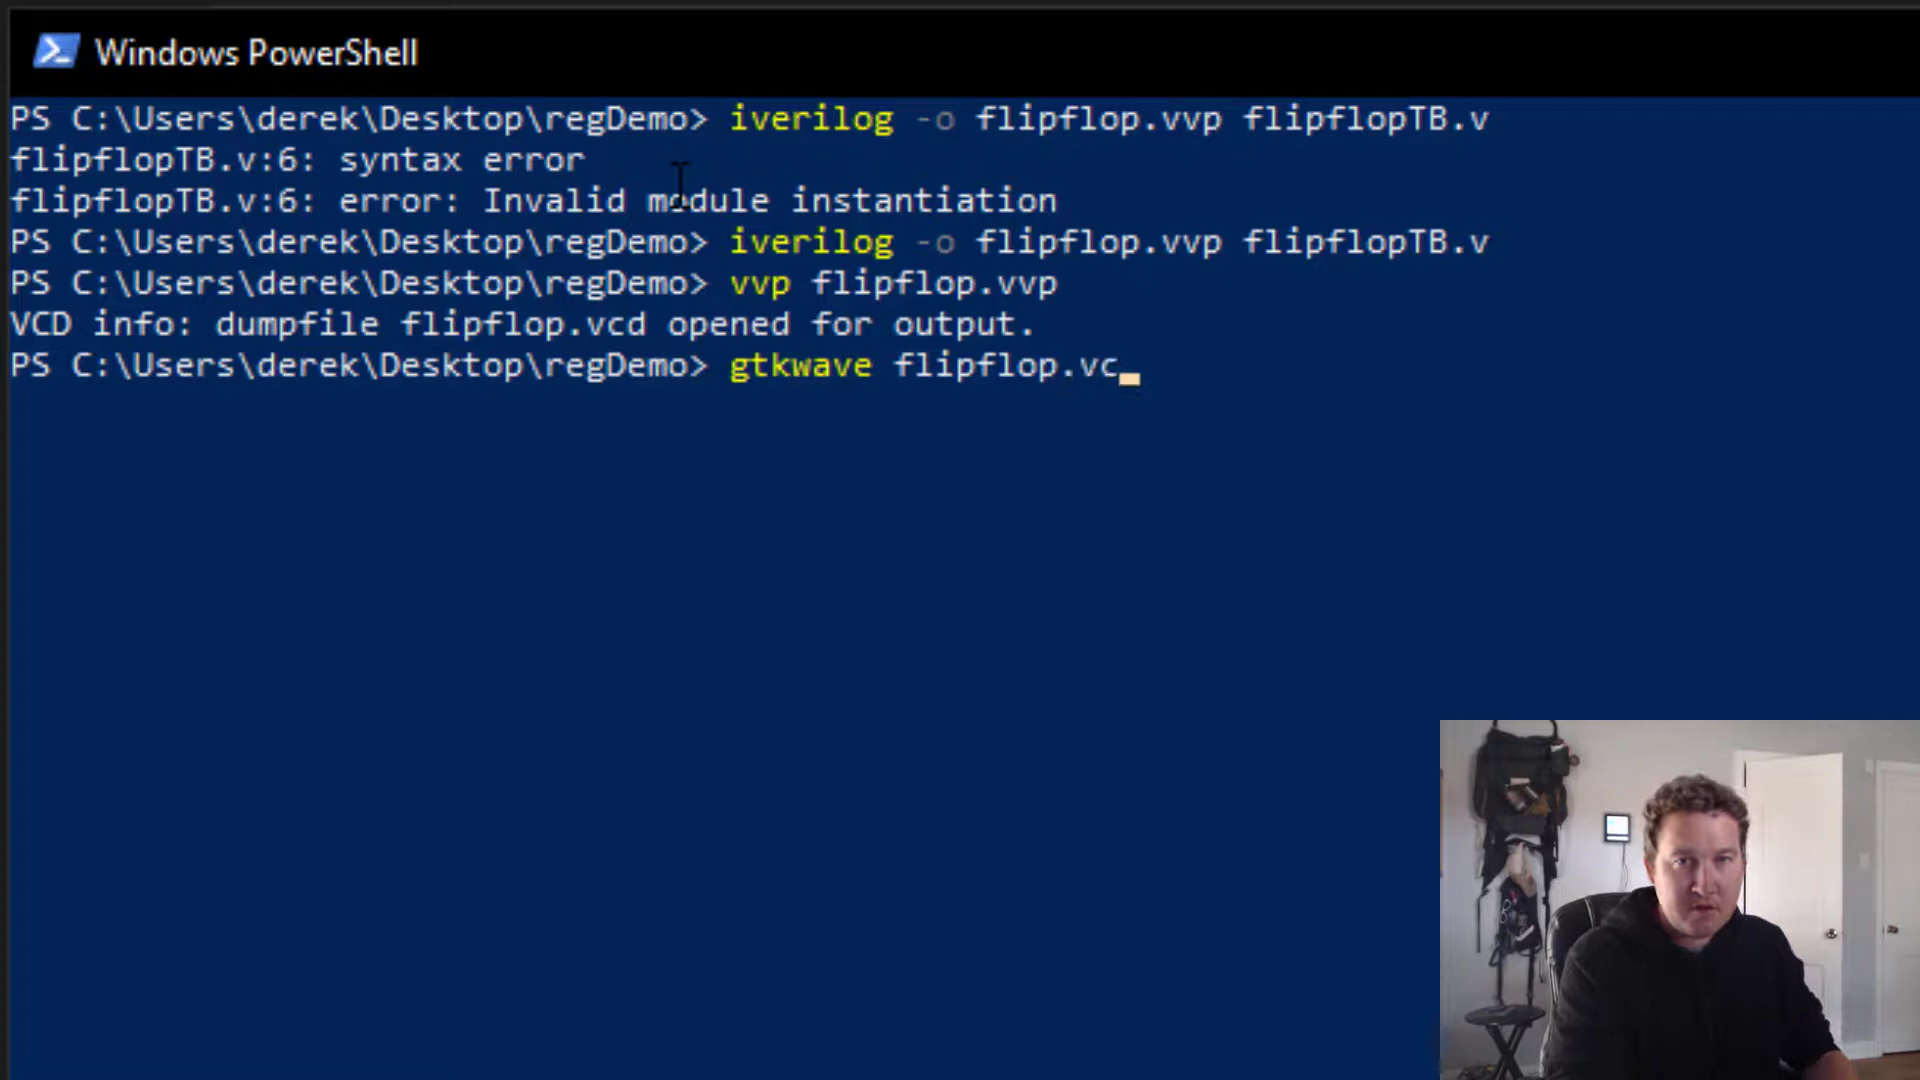 Windows PowerShell
PS C:\Users\derek\Desktop\regDemo> iverilog -o flipflop.vvp flipflopTB.v
flipflopTB.v:6: syntax error
flipflopTB.v:6: error: Invalid module instantiation
PS C:\Users\derek\Desktop\regDemo> iverilog -o flipflop.vvp flipflopTB.v
PS C:\Users\derek\Desktop\regDemo> vvp flipflop.vvp
VCD info: dumpfile flipflop.vcd opened for output.
PS C:\Users\derek\Desktop\regDemo> gtkwave flipflop.vc